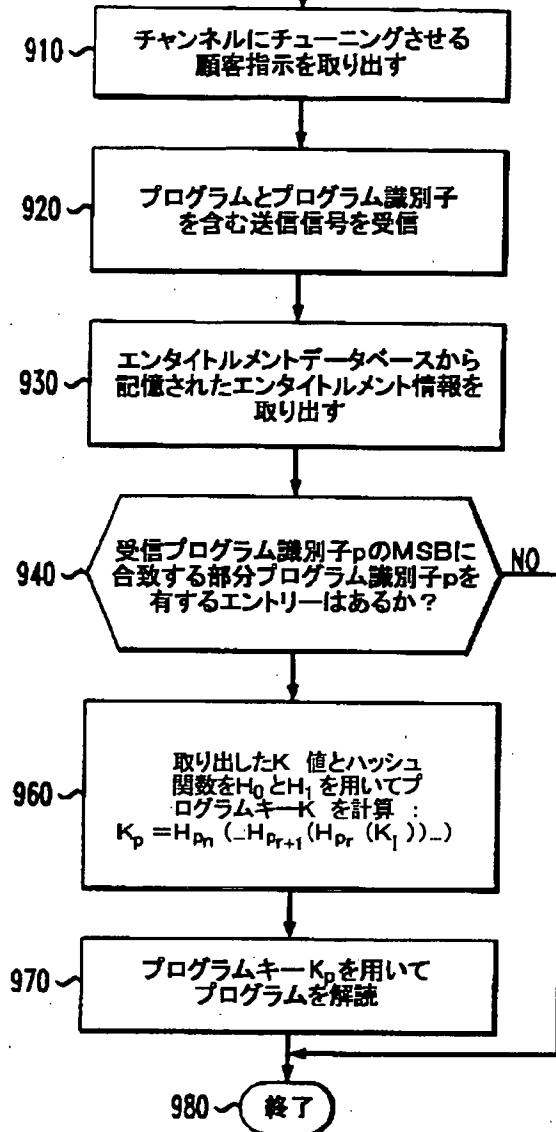 910
チャンネルにチューニングさせる
顧客指示を取り出す
920
プログラムとプログラム識別子
を含む送信信号を受信
930
エンタイトルメントデータベースから
記憶されたエンタイトルメント情報を
取り出す
940
受信プログラム識別子pのMSBに
合致する部分プログラム識別子pを
有するエントリーはあるか?
NO
960
取り出したK 値とハッシュ
関数をH0とH1を用いてプ
ログラムキーK を計算 :
Kp=Hpn (…Hpr+1(Hpr (KI))…)
970
プログラムキーKpを用いて
プログラムを解読
980
終了